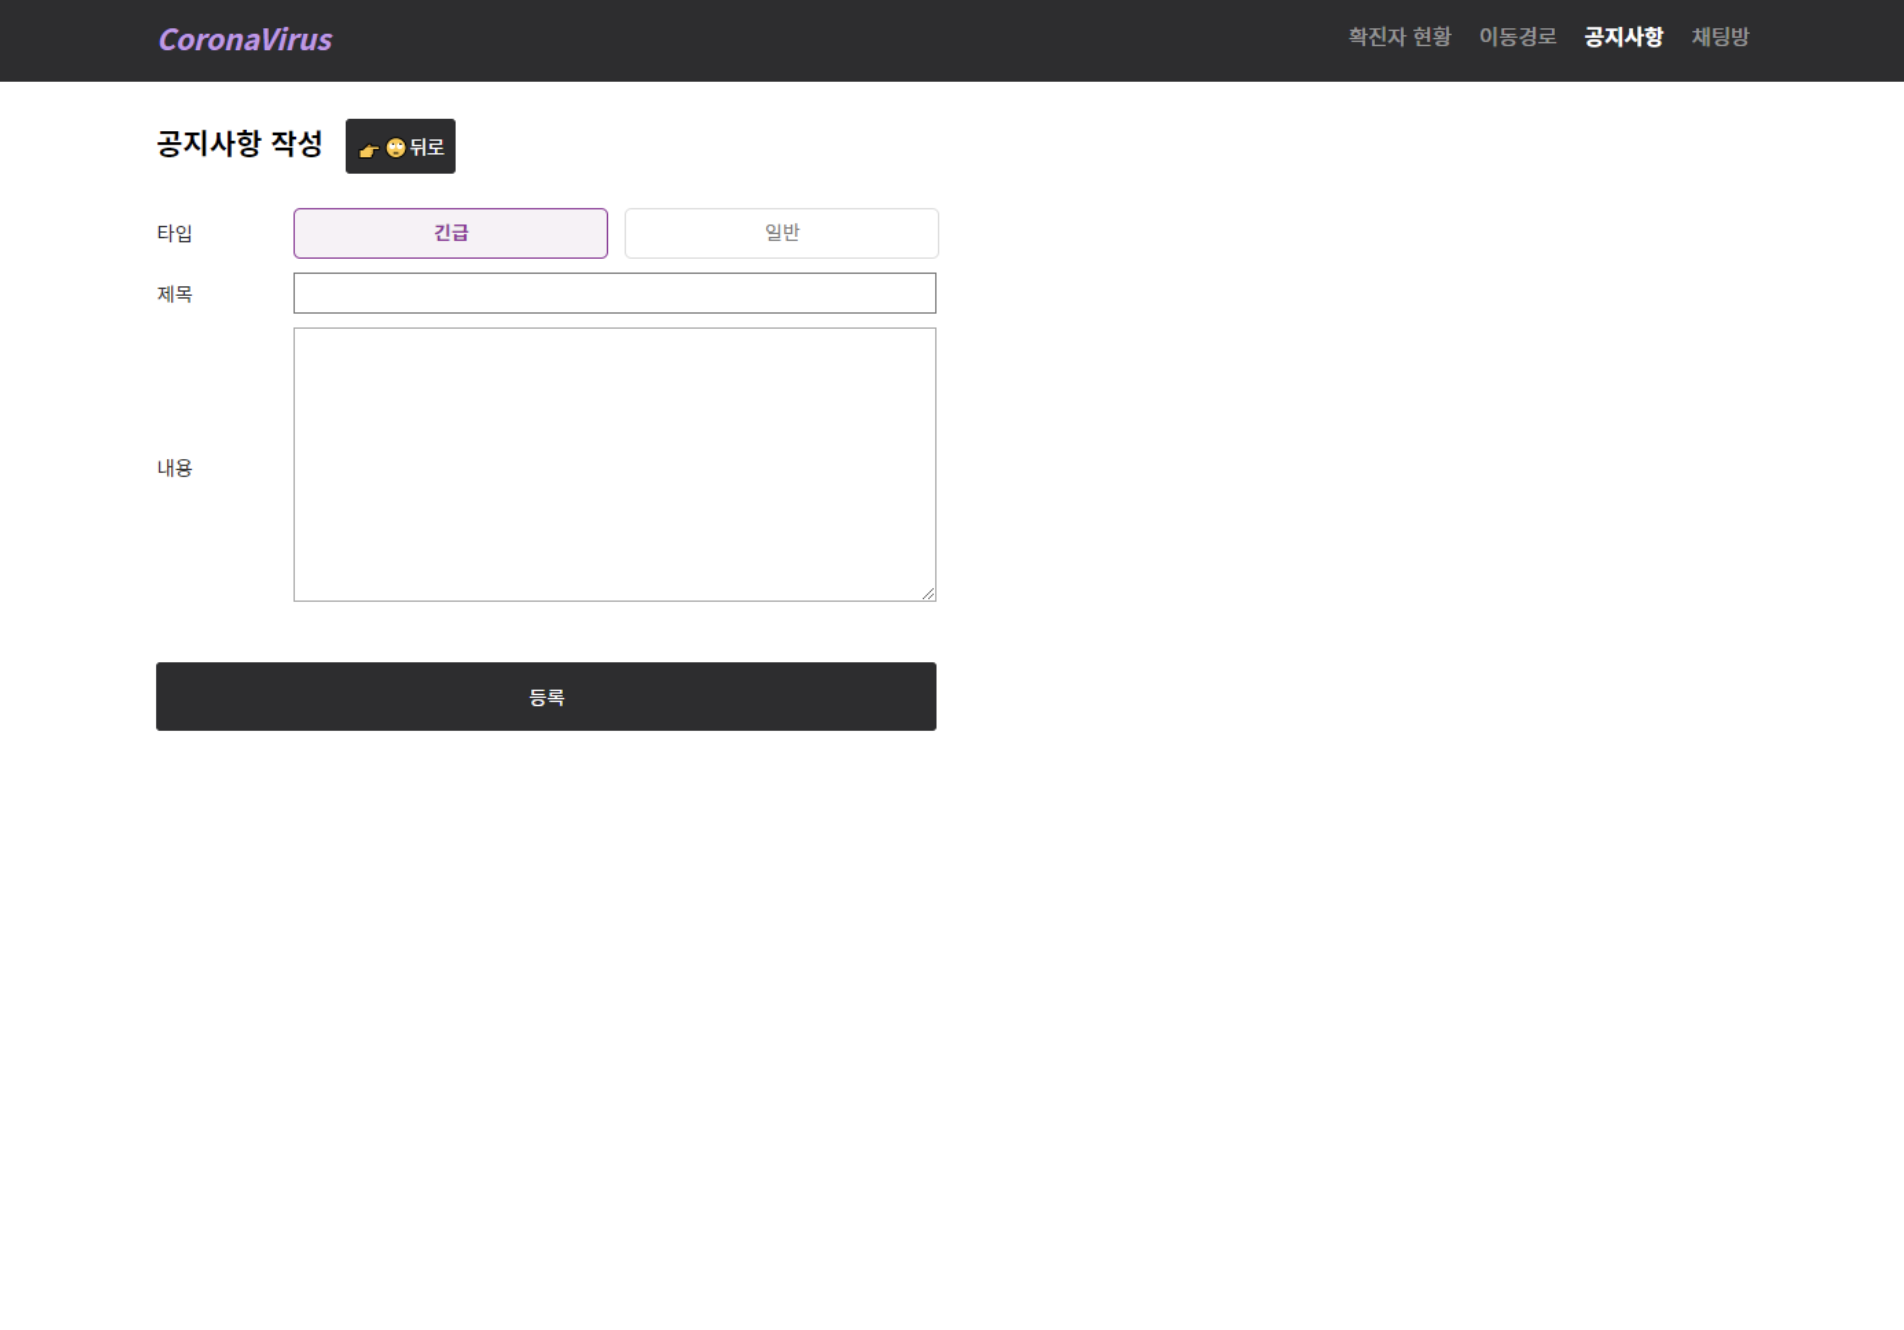 CoronaVirus
확진자 현황 이동경로 공지사항 채팅방
공지사항 작성 👉🙄뒤로
타입 긴급 일반
제목
내용
등록